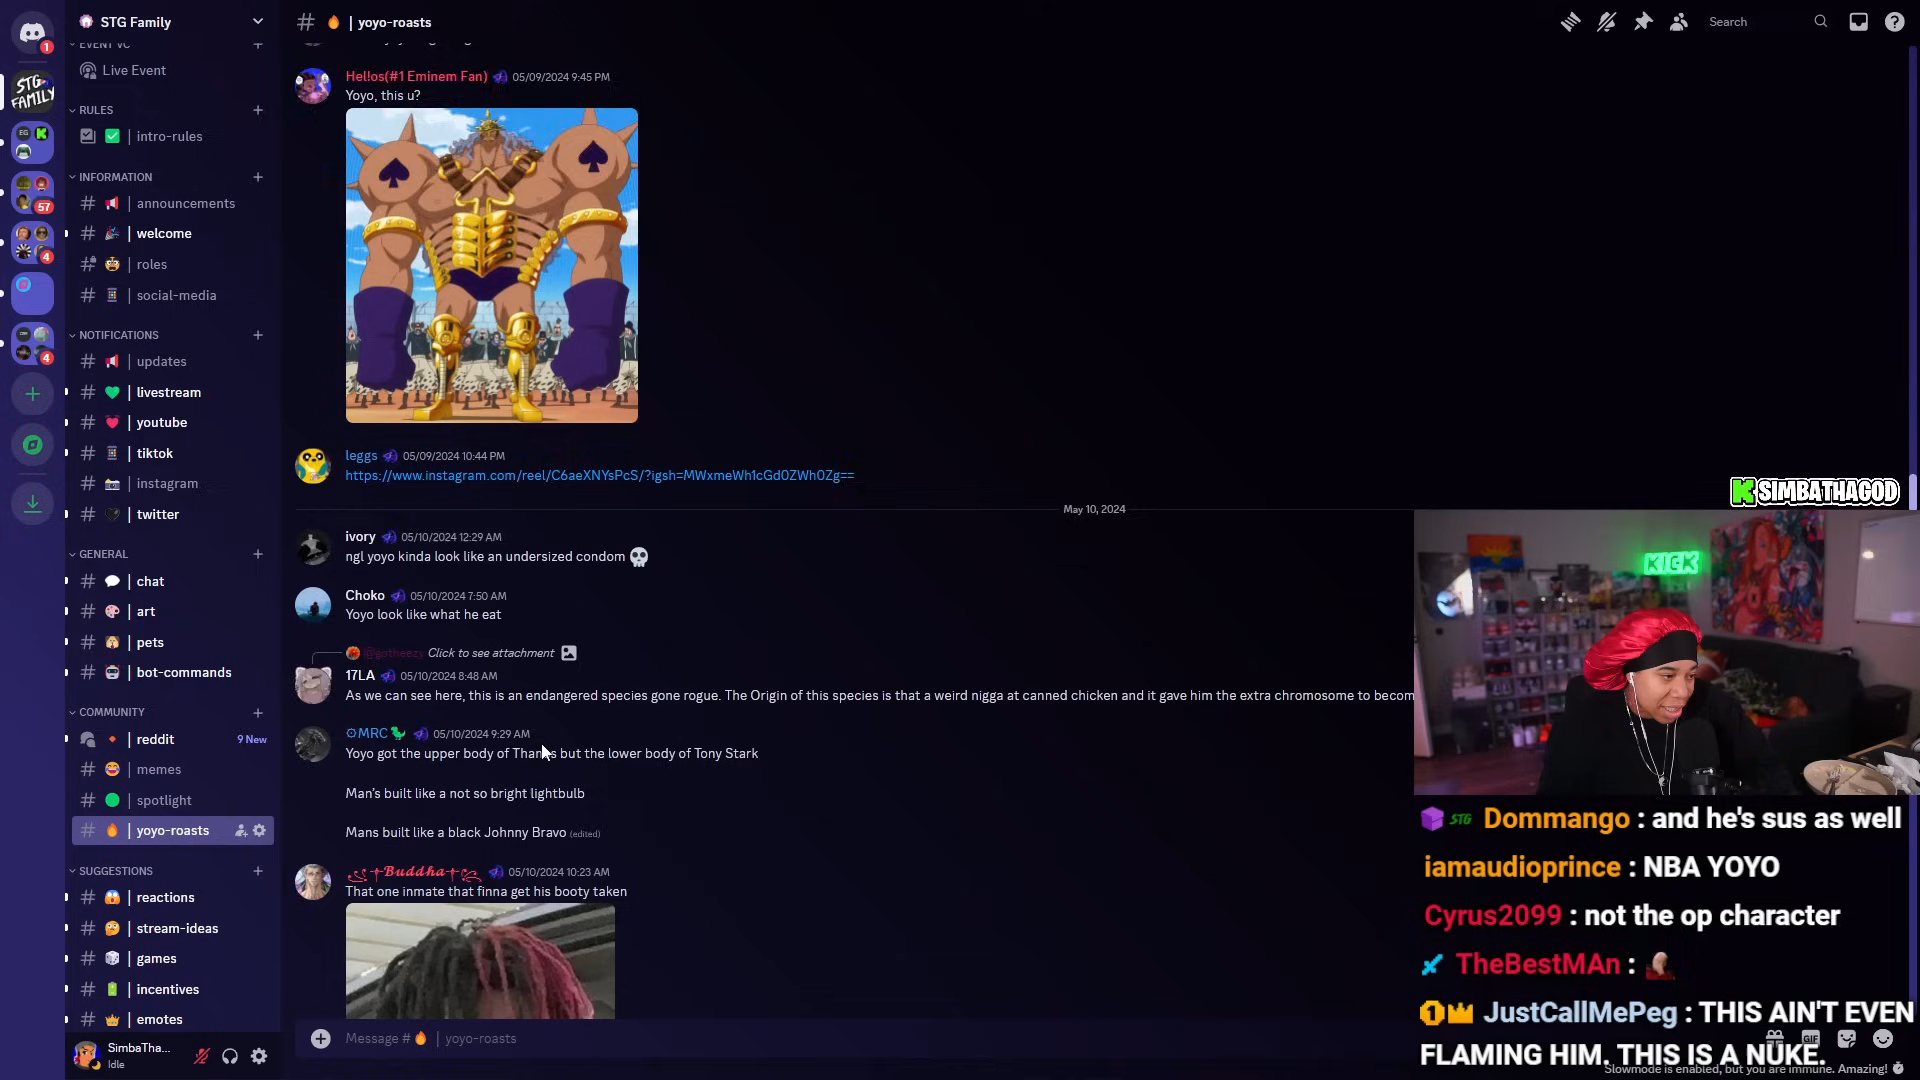 STG Family
EVENT VC
Live Event
RULES
intro-rules
INFORMATION
announcements
welcome
roles
social-media
NOTIFICATIONS
updates
livestream
youtube
tiktok
instagram
twitter
GENERAL
chat
art
pets
bot-commands
COMMUNITY
reddit 9 New
memes
spotlight
yoyo-roasts
SUGGESTIONS
reactions
stream-ideas
games
incentives
emotes
SimbaTha...
Idle
1
STG FAMILY
EG
57
4
4
# 🔥 | yoyo-roasts
Search
Hel!os(#1 Eminem Fan) 05/09/2024 9:45 PM
Yoyo, this u?
leggs 05/09/2024 10:44 PM
https://www.instagram.com/reel/C6aeXNYsPcS/?igsh=MWxmeWh1cGd0ZWh0Zg==
May 10, 2024
ivory 05/10/2024 12:29 AM
ngl yoyo kinda look like an undersized condom 💀
Choko 05/10/2024 7:50 AM
Yoyo look like what he eat
@gotheezy Click to see attachment
17LA 05/10/2024 8:48 AM
As we can see here, this is an endangered species gone rogue. The Origin of this species is that a weird nigga at canned chicken and it gave him the extra chromosome to becom
⚙MRC🦖 05/10/2024 9:29 AM
Yoyo got the upper body of Thanos but the lower body of Tony Stark
Man's built like a not so bright lightbulb
Mans built like a black Johnny Bravo (edited)
Buddha 05/10/2024 10:23 AM
That one inmate that finna get his booty taken
Message # 🔥 | yoyo-roasts
K SIMBATHAGOD
KICK
STG Dommango : and he's sus as well
iamaudioprince : NBA YOYO
Cyrus2099 : not the op character
TheBestMAn :
1 JustCallMePeg : THIS AIN'T EVEN
FLAMING HIM. THIS IS A NUKE.
GIF
Slowmode is enabled, but you are immune. Amazing!